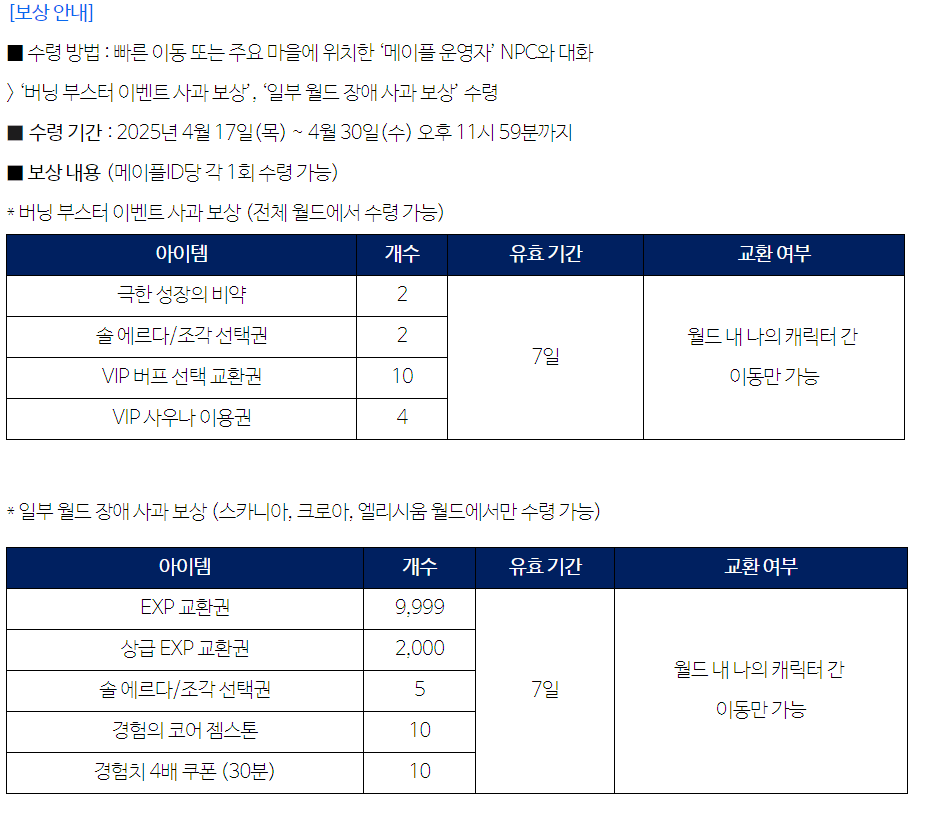 [보상 안내]
■ 수령 방법 : 빠른 이동 또는 주요 마을에 위치한 ‘메이플 운영자’ NPC와 대화
> ‘버닝 부스터 이벤트 사과 보상’, ‘일부 월드 장애 사과 보상’ 수령
■ 수령 기간 : 2025년 4월 17일(목) ~ 4월 30일(수) 오후 11시 59분까지
■ 보상 내용 (메이플ID당 각 1회 수령 가능)
* 버닝 부스터 이벤트 사과 보상 (전체 월드에서 수령 가능)
아이템 개수 유효 기간 교환 여부
극한 성장의 비약 2
솔 에르다/조각 선택권 2
VIP 버프 선택 교환권 10
VIP 사우나 이용권 4
7일
월드 내 나의 캐릭터 간
이동만 가능
* 일부 월드 장애 사과 보상 (스카니아, 크로아, 엘리시움 월드에서만 수령 가능)
아이템 개수 유효 기간 교환 여부
EXP 교환권 9,999
상급 EXP 교환권 2,000
솔 에르다/조각 선택권 5
경험의 코어 젬스톤 10
경험치 4배 쿠폰 (30분) 10
7일
월드 내 나의 캐릭터 간
이동만 가능